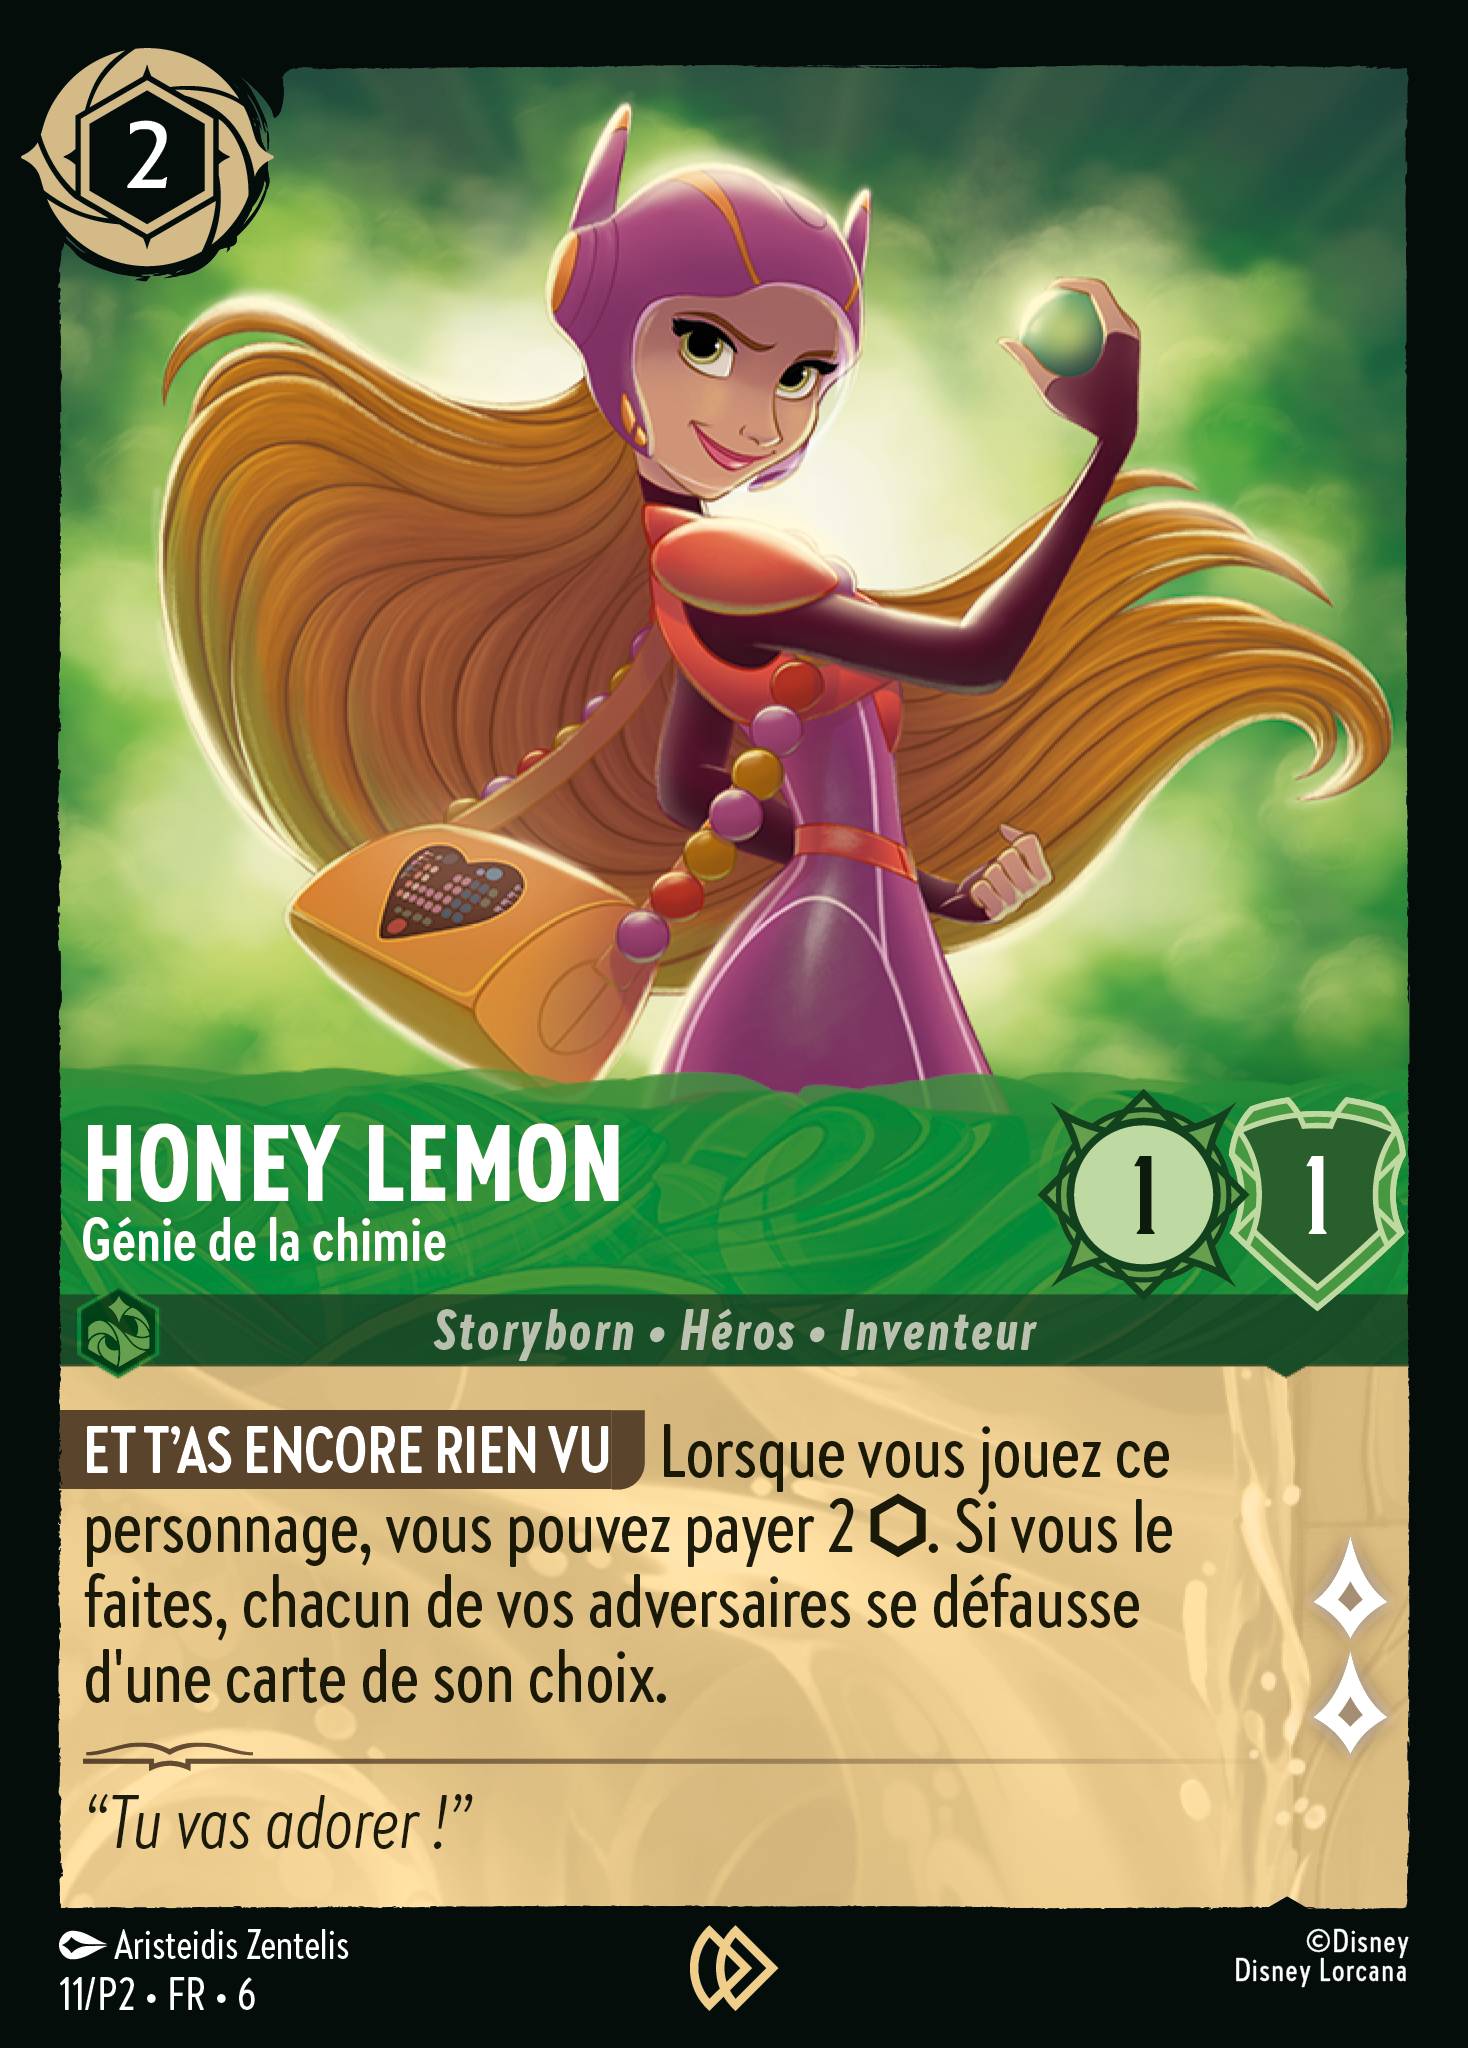 2
HONEY LEMON
Génie de la chimie
1 1
Storyborn • Héros • Inventeur
ET T’AS ENCORE RIEN VU Lorsque vous jouez ce
personnage, vous pouvez payer 2 ⬡. Si vous le
faites, chacun de vos adversaires se défausse
d'une carte de son choix.
“Tu vas adorer !”
Aristeidis Zentelis
11/P2 • FR • 6
©Disney
Disney Lorcana